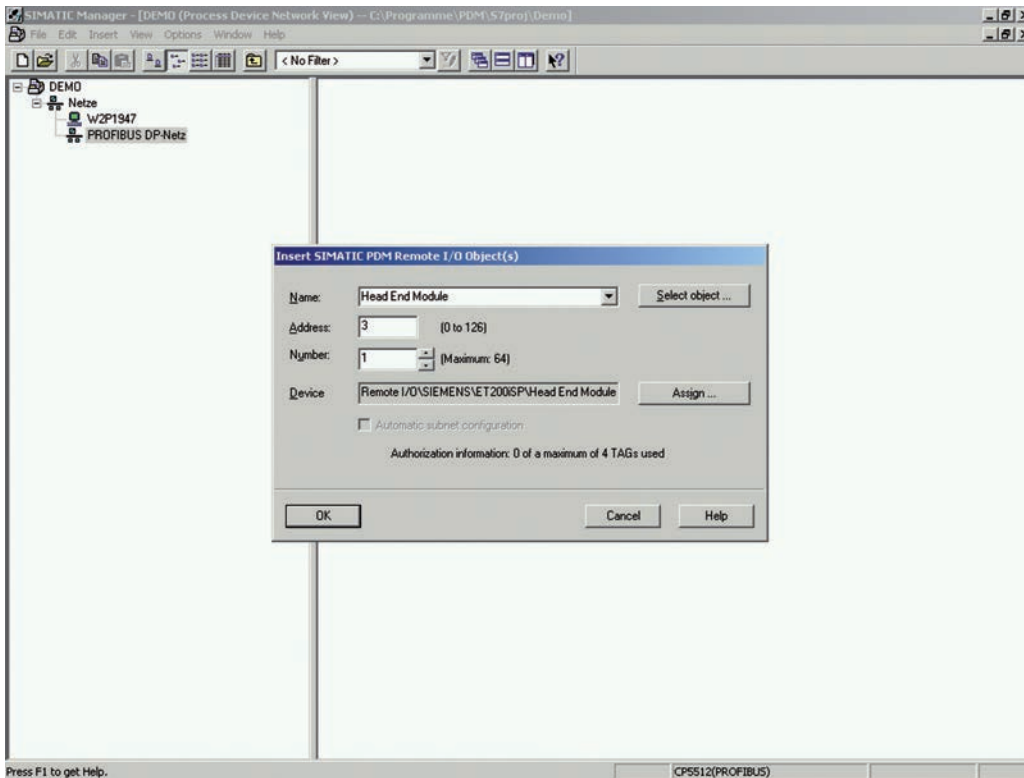 SIMATIC Manager - [DEMO (Process Device Network View) -- C:\Programme\PDM\S7proj\Demo]
File Edit Insert View Options Window Help
< No Filter >
DEMO
Netze
W2P1947
PROFIBUS DP-Netz
Insert SIMATIC PDM Remote I/O Object(s)
Name: Head End Module Select object ...
Address: 3 (0 to 126)
Number: 1 (Maximum: 64)
Device Remote I/O\SIEMENS\ET200iSP\Head End Module Assign ...
Automatic subnet configuration
Authorization information: 0 of a maximum of 4 TAGs used
OK Cancel Help
Press F1 to get Help. CP5512(PROFIBUS)